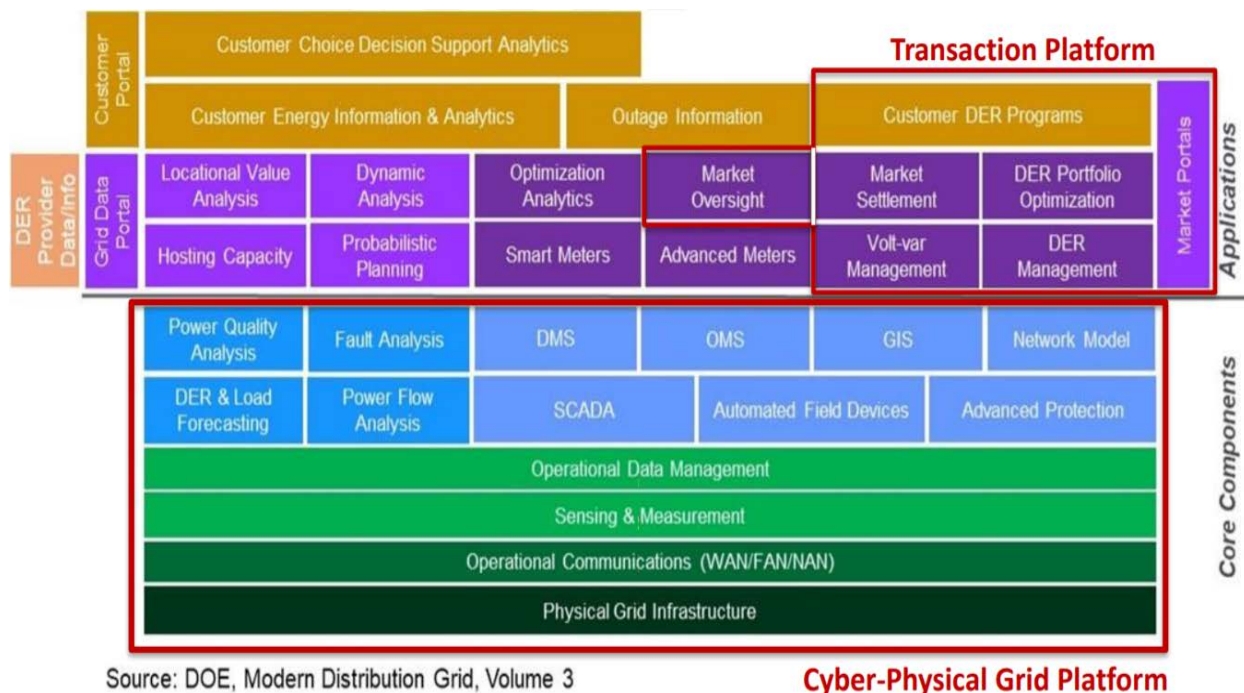 Customer Portal
Customer Choice Decision Support Analytics
Transaction Platform
Customer Energy Information & Analytics
Outage Information
Customer DER Programs
Market Portals
Applications
DER Provider Data/Info
Grid Data Portal
Locational Value
Analysis
Dynamic
Analysis
Optimization
Analytics
Market
Oversight
Market
Settlement
DER Portfolio
Optimization
Hosting Capacity
Probabilistic
Planning
Smart Meters
Advanced Meters
Volt-var
Management
DER
Management
Power Quality
Analysis
Fault Analysis
DMS
OMS
GIS
Network Model
Core Components
DER & Load
Forecasting
Power Flow
Analysis
SCADA
Automated Field Devices
Advanced Protection
Operational Data Management
Sensing & Measurement
Operational Communications (WAN/FAN/NAN)
Physical Grid Infrastructure
Source: DOE, Modern Distribution Grid, Volume 3
Cyber-Physical Grid Platform